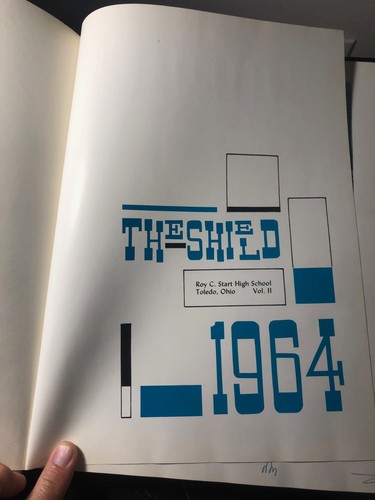 THE SHIELD
Roy C. Start High School
Toledo, Ohio Vol. II
1964